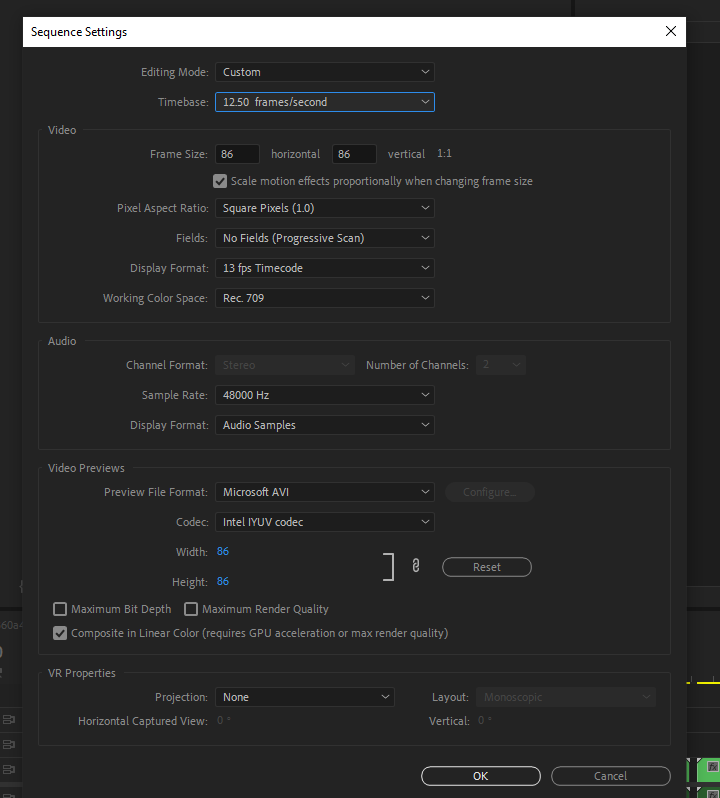 Sequence Settings
Editing Mode: Custom
Timebase: 12.50 frames/second
Video
Frame Size: 86 horizontal 86 vertical 1:1
Scale motion effects proportionally when changing frame size
Pixel Aspect Ratio: Square Pixels (1.0)
Fields: No Fields (Progressive Scan)
Display Format: 13 fps Timecode
Working Color Space: Rec. 709
Audio
Channel Format: Stereo Number of Channels: 2
Sample Rate: 48000 Hz
Display Format: Audio Samples
Video Previews
Preview File Format: Microsoft AVI Configure...
Codec: Intel IYUV codec
Width: 86
Height: 86
Reset
Maximum Bit Depth Maximum Render Quality
Composite in Linear Color (requires GPU acceleration or max render quality)
VR Properties
Projection: None Layout: Monoscopic
Horizontal Captured View: 0 ° Vertical: 0 °
OK Cancel